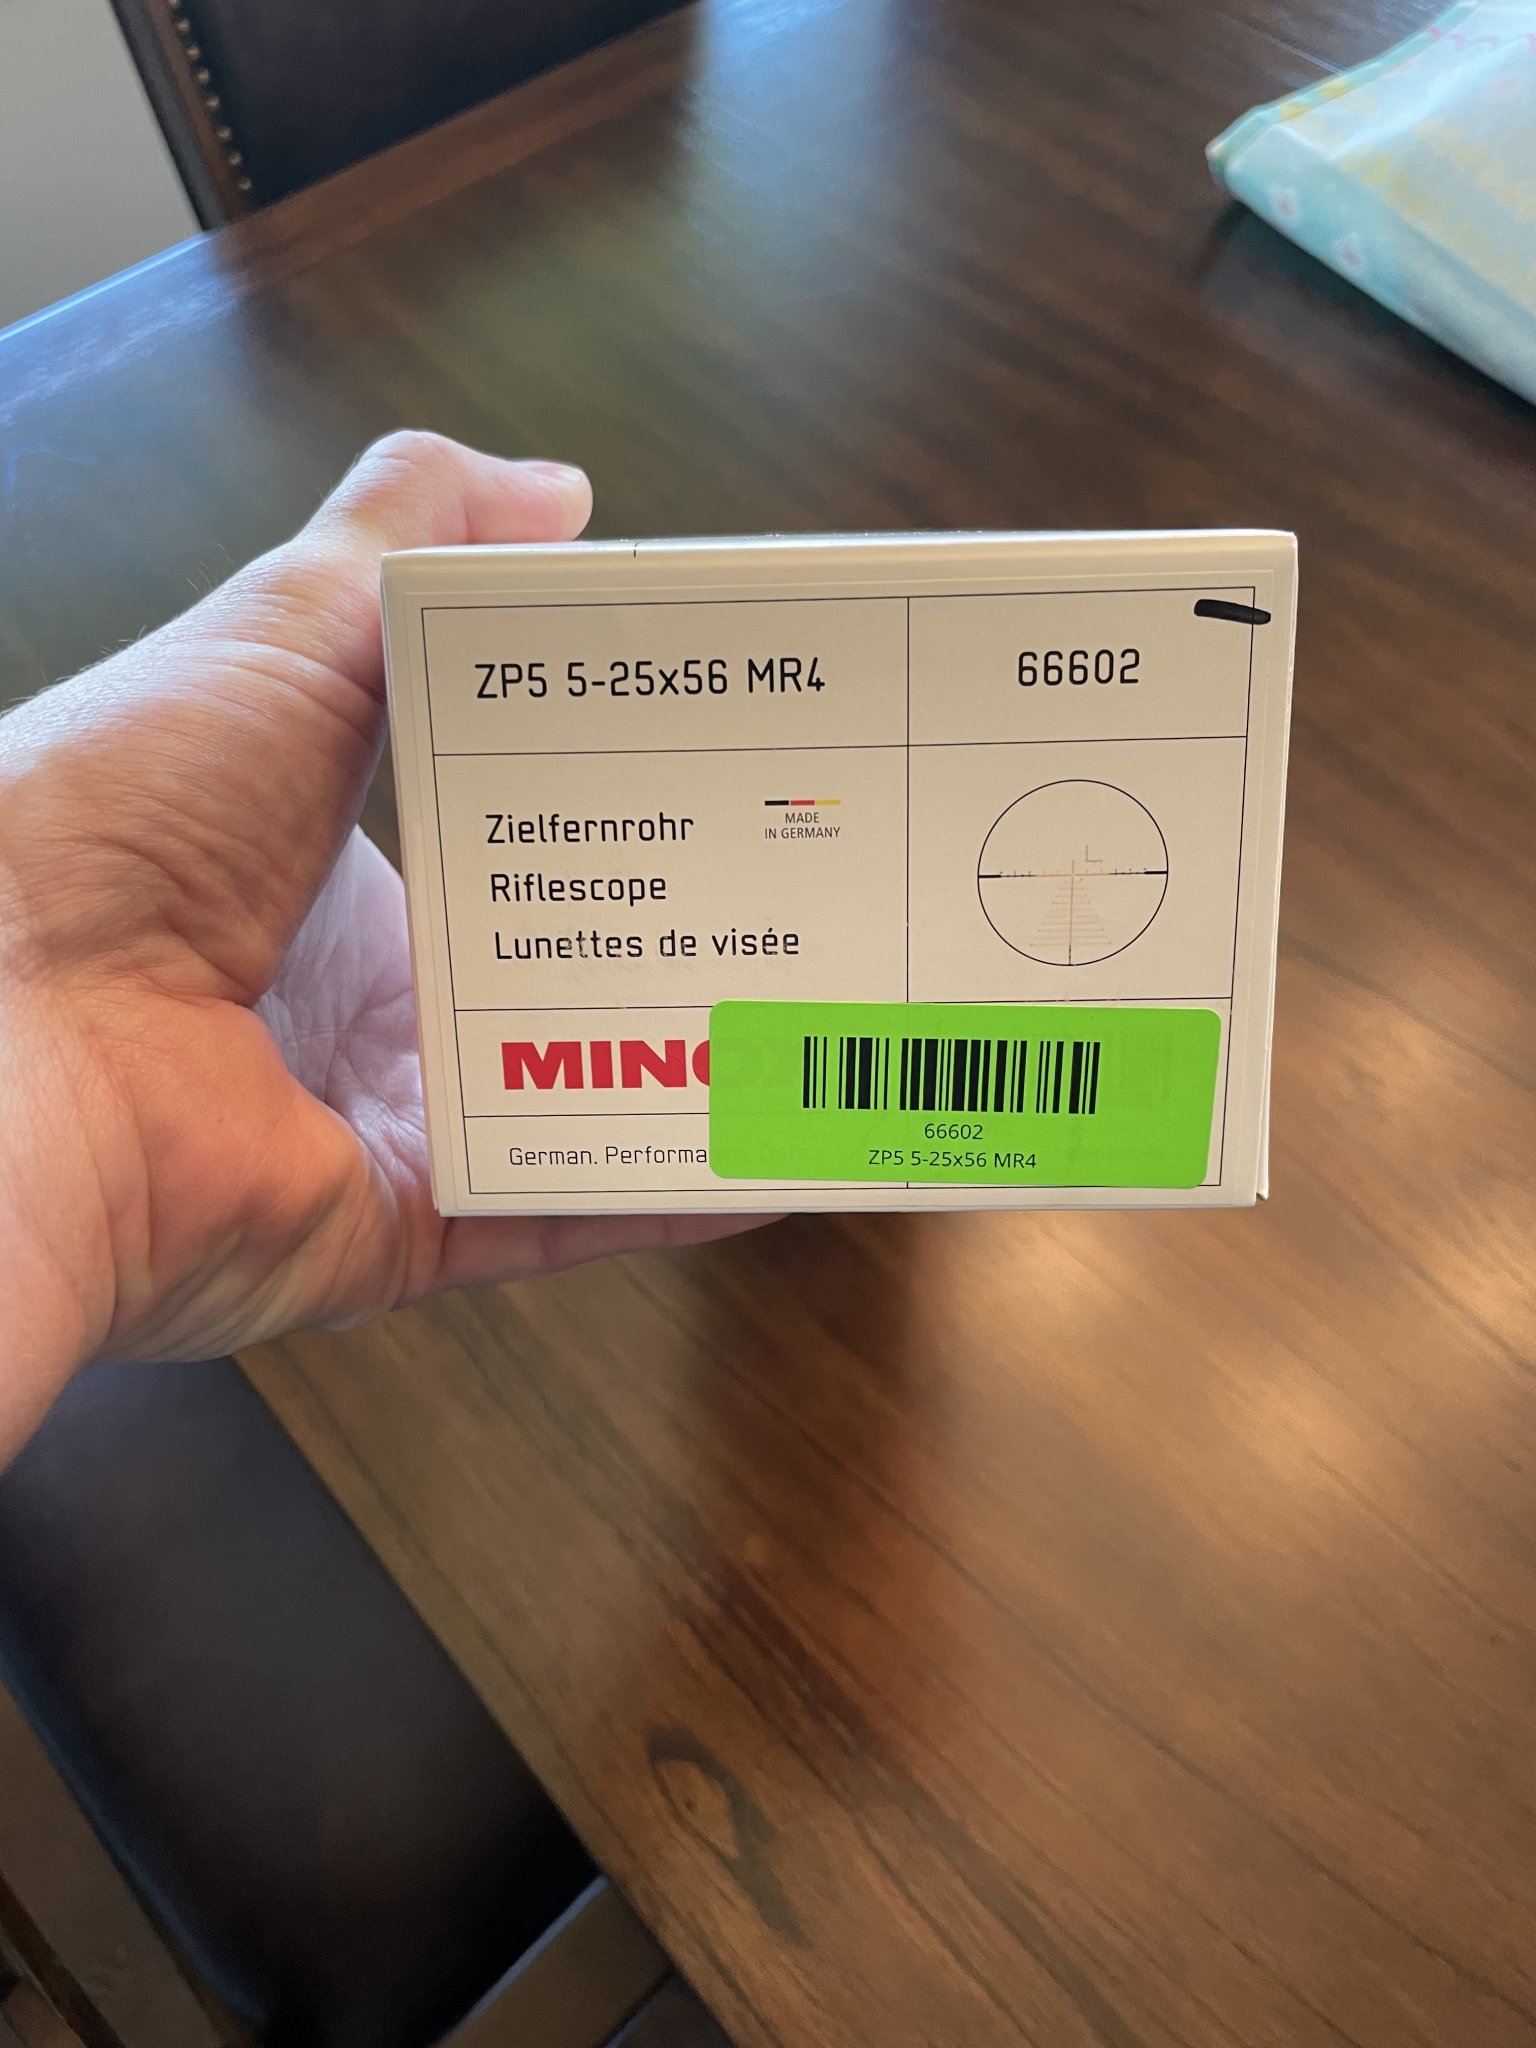 ZP5 5-25x56 MR4
66602
Zielfernrohr
Riflescope
Lunettes de visée
MADE
IN GERMANY
MINO
German. Performa
66602
ZP5 5-25x56 MR4